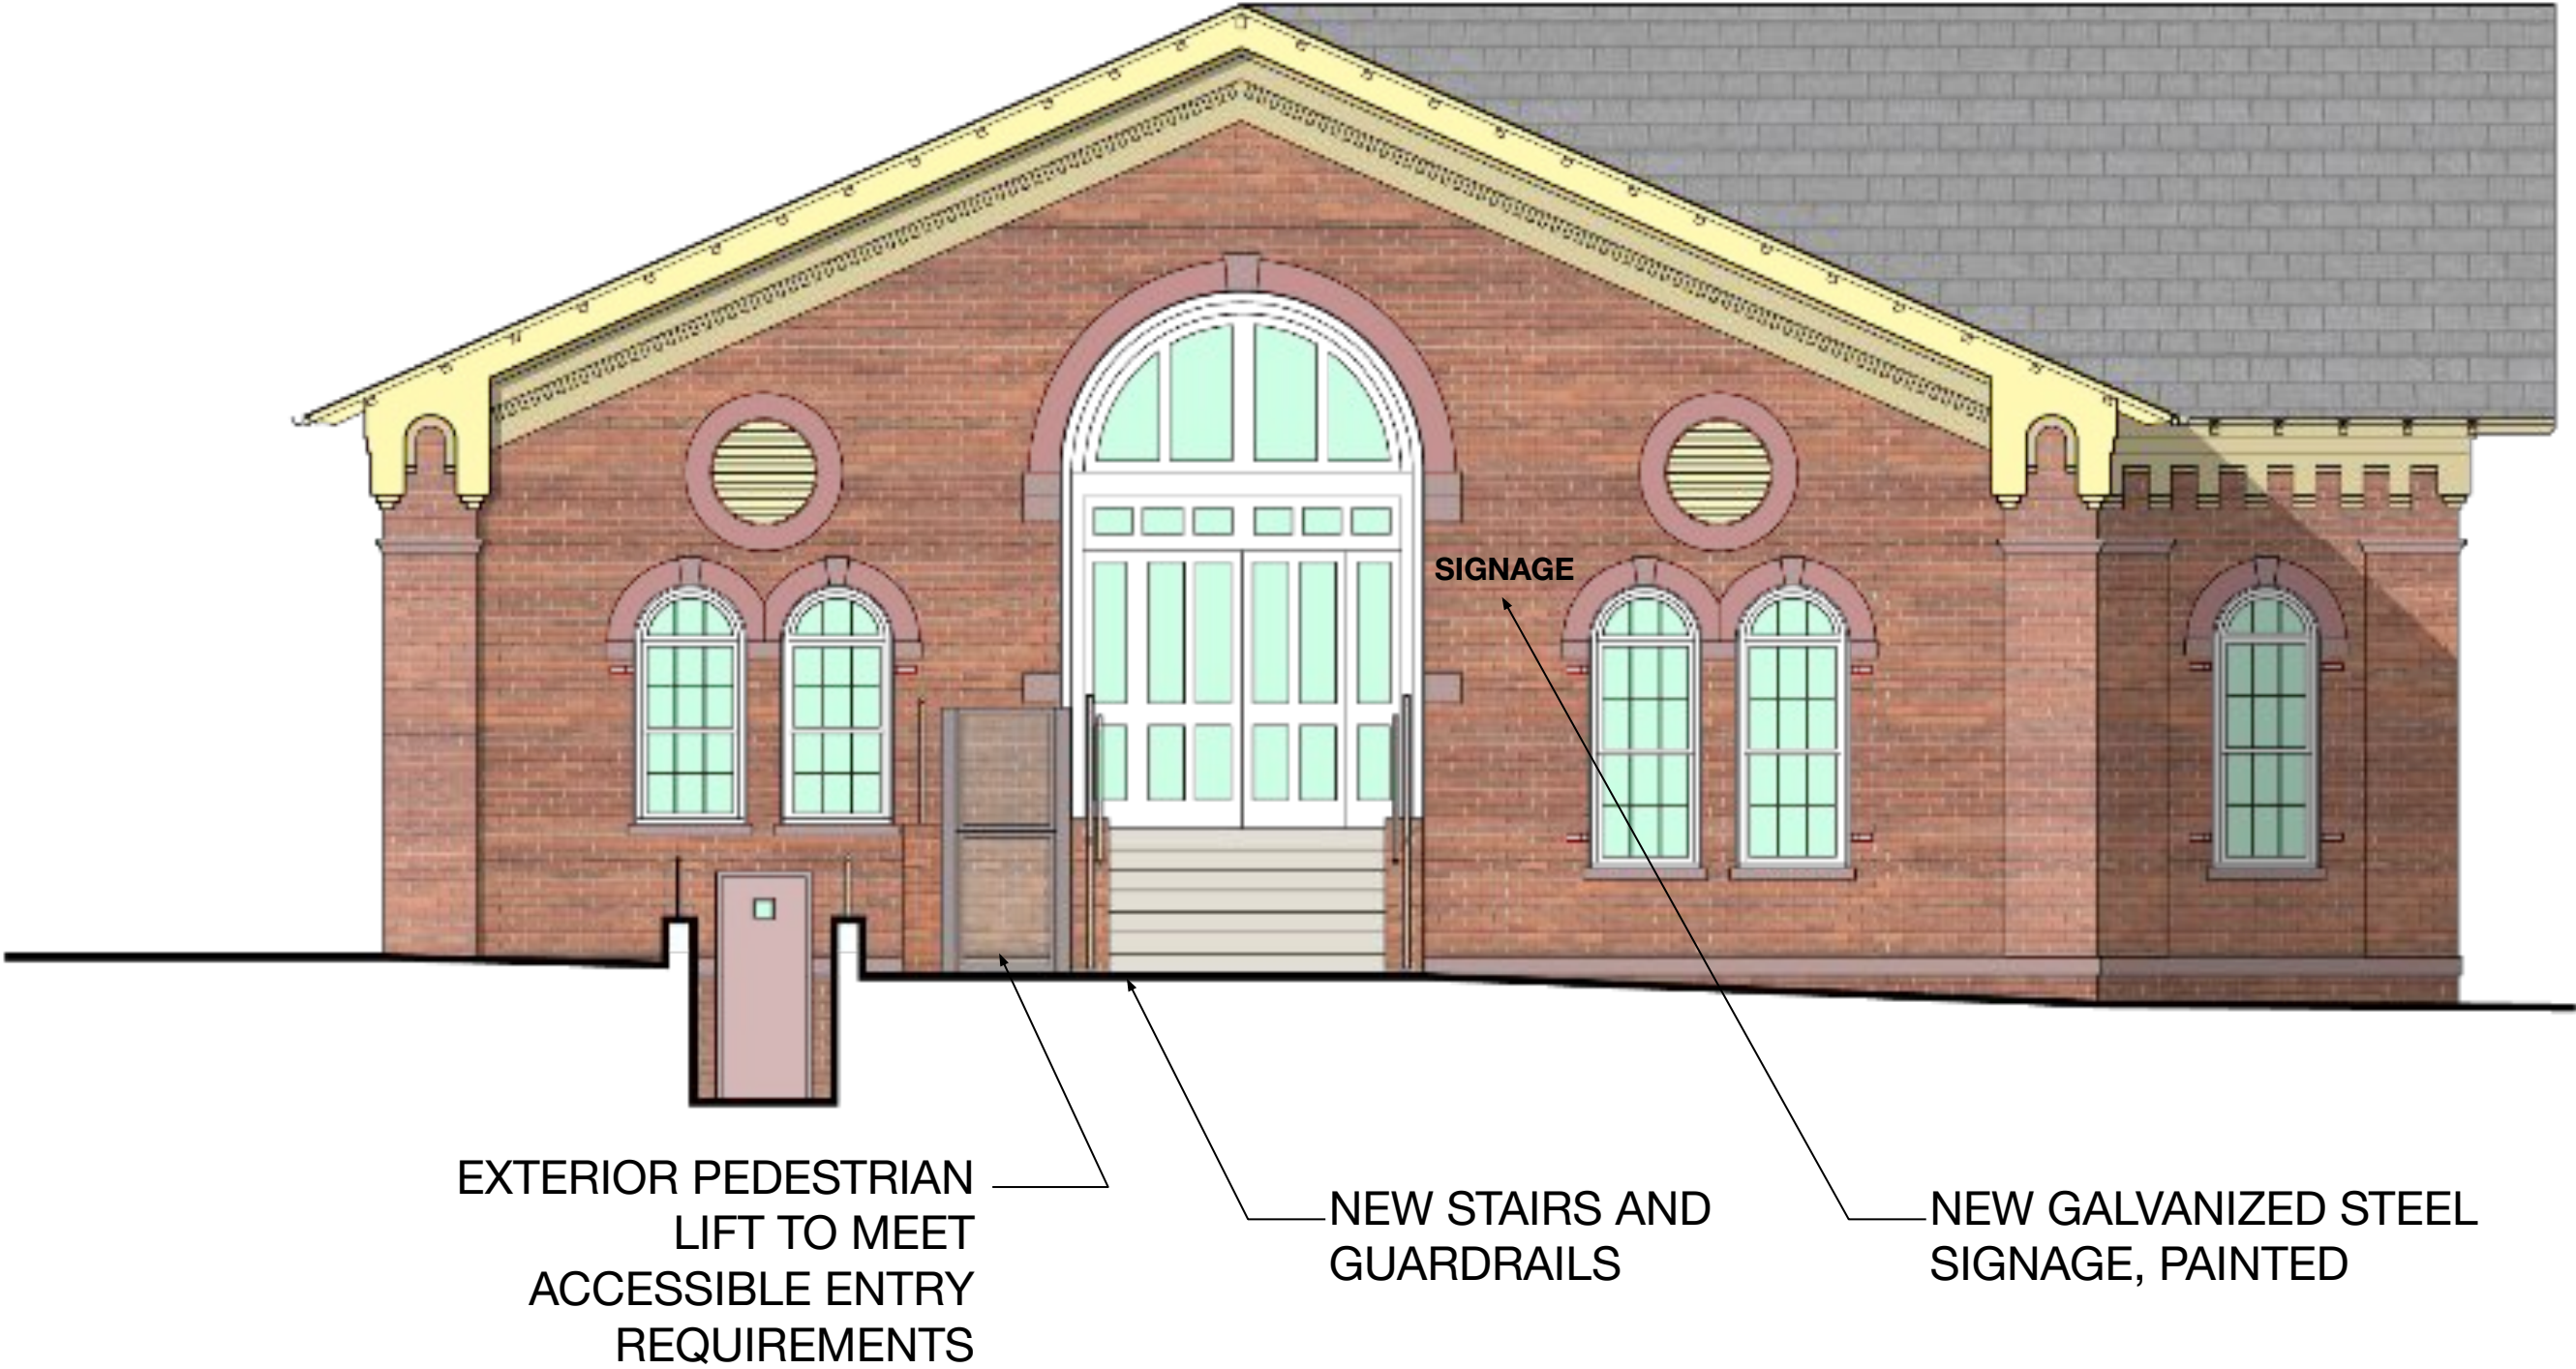 SIGNAGE
EXTERIOR PEDESTRIAN
LIFT TO MEET
ACCESSIBLE ENTRY
REQUIREMENTS
NEW STAIRS AND
GUARDRAILS
NEW GALVANIZED STEEL
SIGNAGE, PAINTED